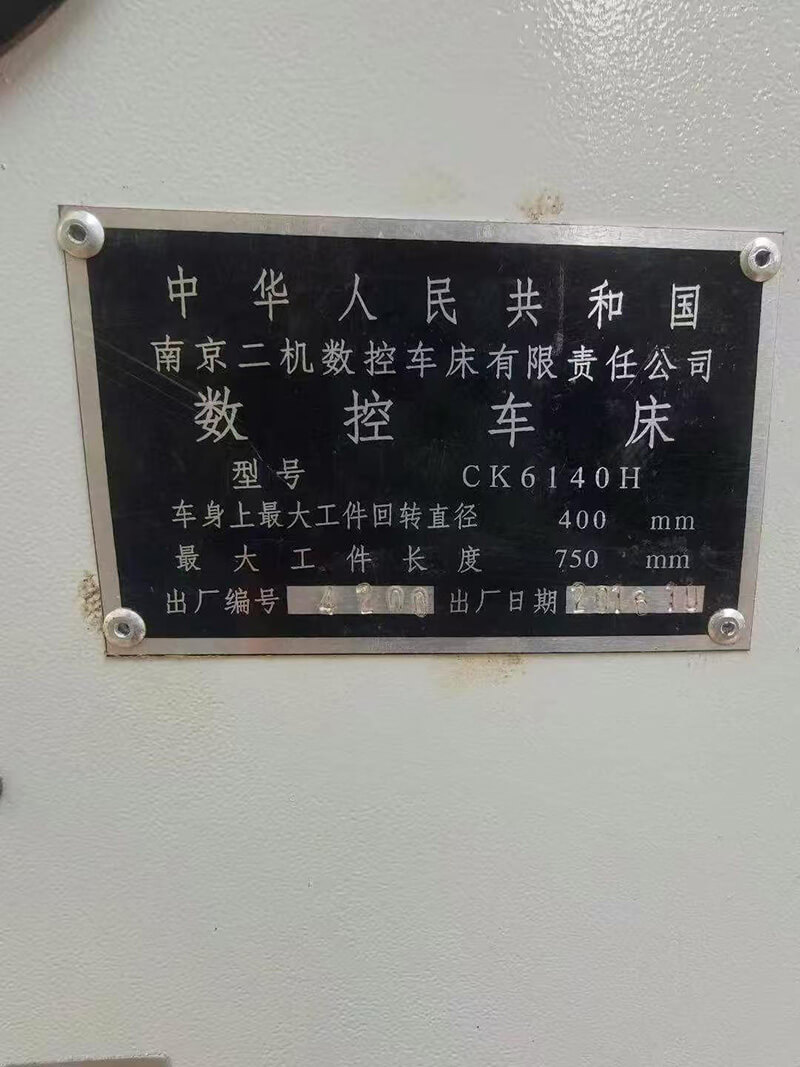 中华人民共和国
南京二机数控车床有限责任公司
数控车床
型号 CK6140H
车身上最大工件回转直径 400 mm
最大工件长度 750 mm
出厂编号 4200 出厂日期